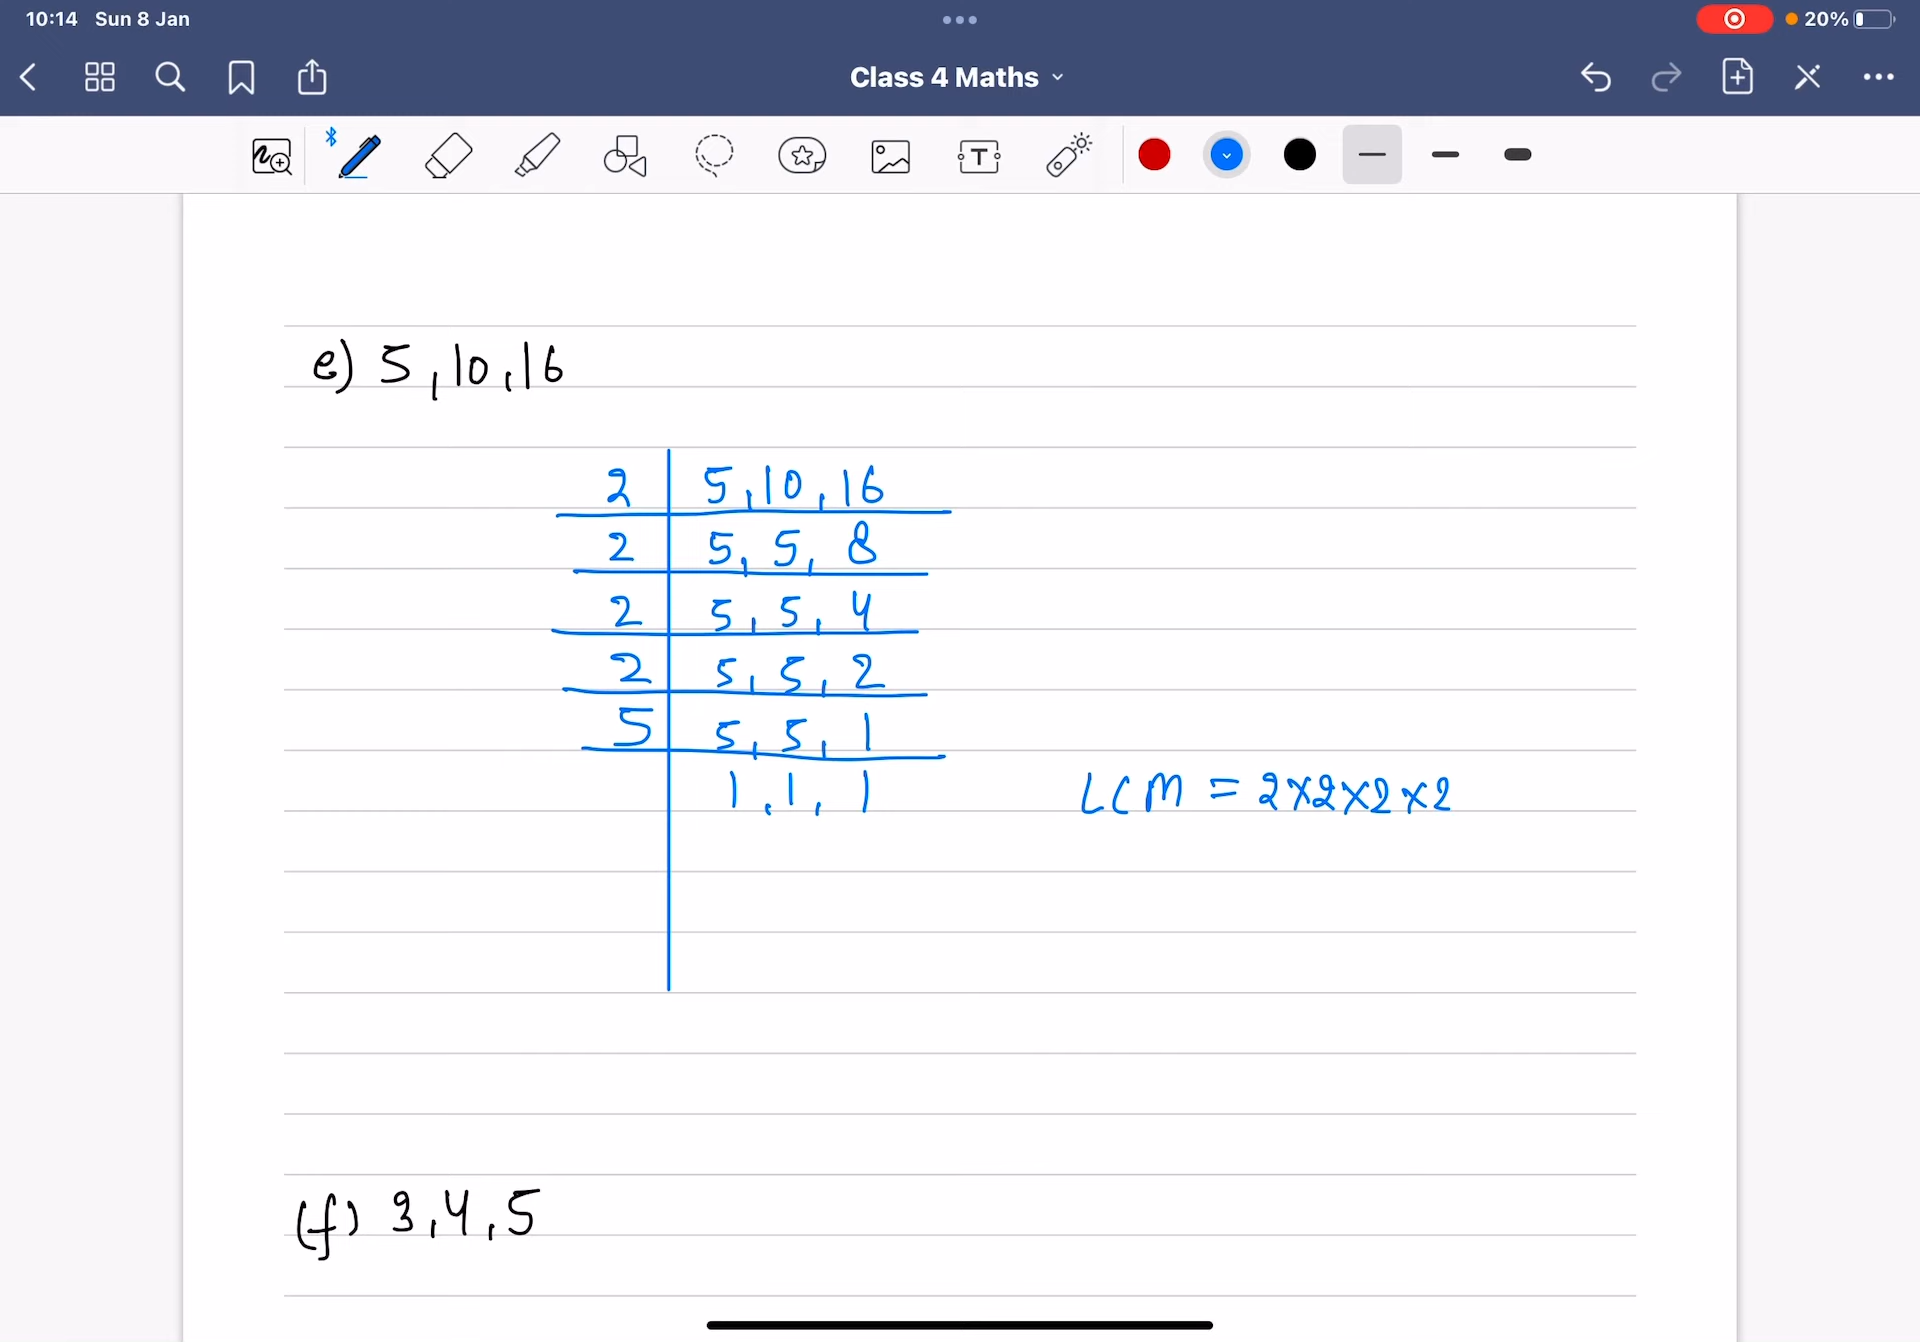 10:14 Sun 8 Jan
20%
Class 4 Maths
T
e) 5,10,16
2 5,10,16
2 5, 5, 8
2 5, 5, 4
2 5, 5, 2
5 5, 5, 1
1, 1, 1 LCM = 2×2×2×2
(f) 3,4,5